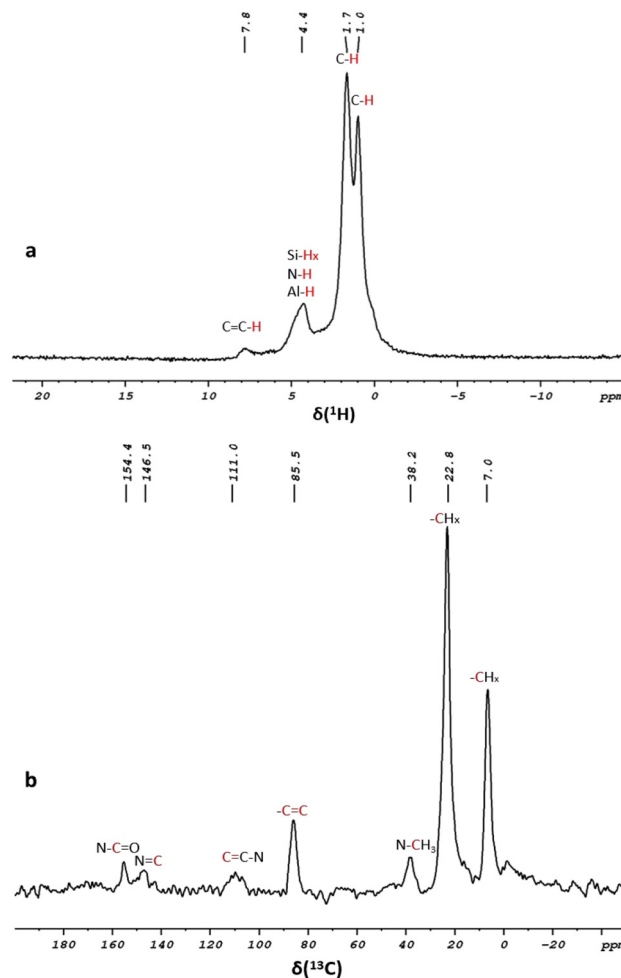 7.8 4.4 1.7 1.0
C-H
C-H
a
Si-Hx
N-H
Al-H
C=C-H
20 15 10 5 0 -5 -10 ppm
δ(¹H)
154.4 146.5 111.0 85.5 38.2 22.8 7.0
-CHx
-CHx
b
-C=C
N-C=O N=C C=C-N N-CH₃
180 160 140 120 100 80 60 40 20 0 -20 ppm
δ(¹³C)